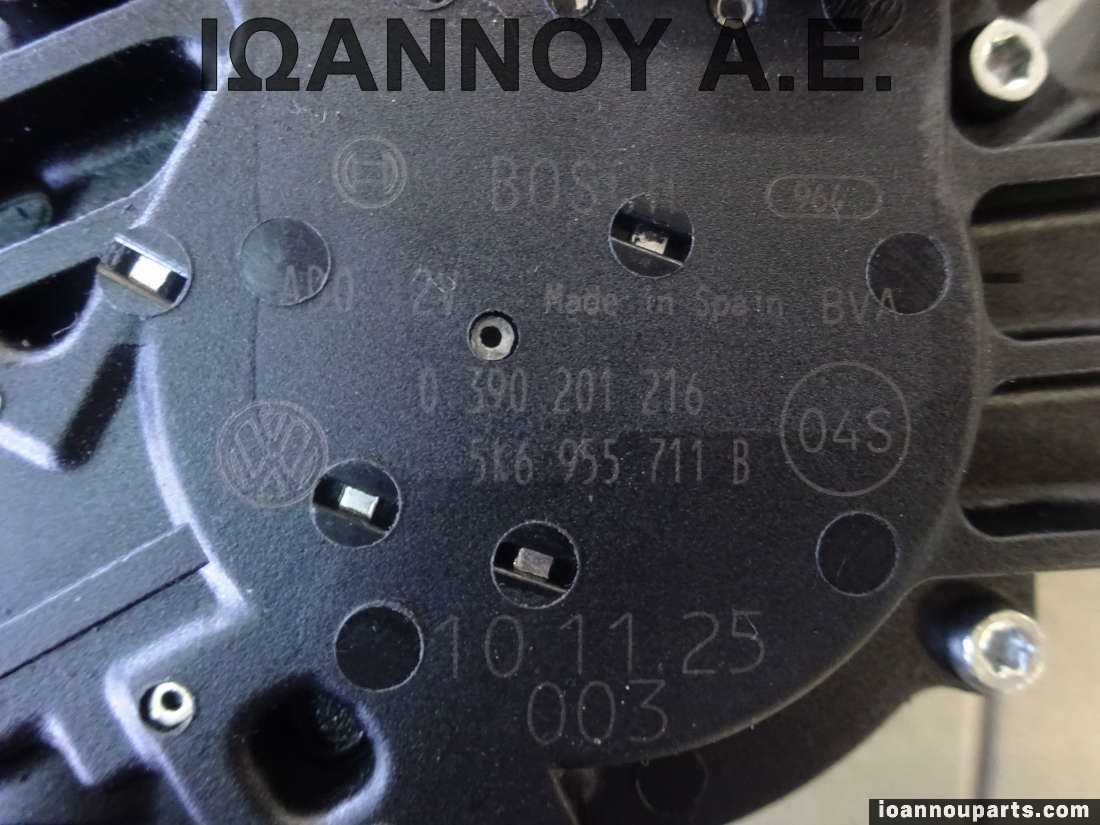 ΙΩΑΝΝΟΥ Α.Ε.
BOSCH 964
Made in Spain BVA
0 390 201 216
5K6 955 711 B 04S
10.11.25
003
ioannouparts.com